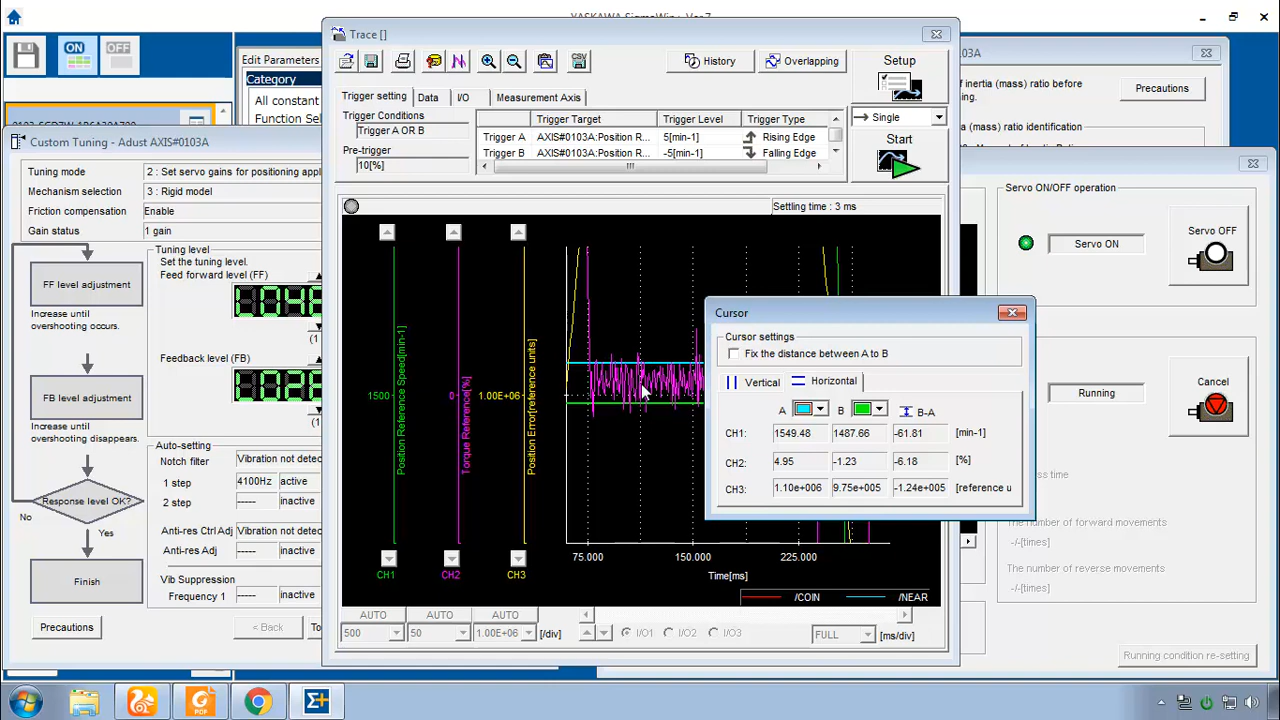 YASKAWA SigmaWin+ Ver.7
Trace []
ON
OFF
Edit Parameters
Category
All constant
Function Sel
Custom Tuning - Adust AXIS#0103A
Tuning mode
2 : Set servo gains for positioning appl
Mechanism selection
3 : Rigid model
Friction compensation
Enable
Gain status
1 gain
FF level adjustment
Increase until
overshooting occurs.
FB level adjustment
Increase until
overshooting disappears.
Response level OK?
No
Yes
Finish
Precautions
Tuning level
Set the tuning level.
Feed forward level (FF)
(1
Feedback level (FB)
(1
Auto-setting
Notch filter
Vibration not detec
1 step
4100Hz
active
2 step
-----
inactive
Anti-res Ctrl Adj
Vibration not detec
Anti-res Adj
-----
inactive
Vib Suppression
Frequency 1
-----
inactive
< Back
To
History
Overlapping
Setup
Single
Start
Trigger setting
Data
I/O
Measurement Axis
Trigger Conditions
Trigger A OR B
Pre-trigger
10[%]
Trigger Target
Trigger Level
Trigger Type
Trigger A
AXIS#0103A:Position R...
5[min-1]
Rising Edge
Trigger B
AXIS#0103A:Position R...
-5[min-1]
Falling Edge
Settling time : 3 ms
1500
Position Reference Speed[min-1]
0
Torque Reference[%]
1.00E+06
Position Error[reference units]
CH1
CH2
CH3
75.000
150.000
225.000
Time[ms]
/COIN
/NEAR
AUTO
AUTO
AUTO
500
50
1.00E+06
[/div]
I/O1
I/O2
I/O3
FULL
[ms/div]
Cursor
Cursor settings
Fix the distance between A to B
Vertical
Horizontal
A
B
B-A
CH1:
1549.48
1487.66
-61.81
[min-1]
CH2:
4.95
1.23
-6.18
[%]
CH3:
1.10e+006
9.75e+005
-1.24e+005
[reference u
03A
of inertia (mass) ratio before
Precautions
(mass) ratio identification
Servo ON/OFF operation
Servo ON
Servo OFF
Running
Cancel
The number of forward movements
-/-[times]
The number of reverse movements
-/-[times]
Running condition re-setting